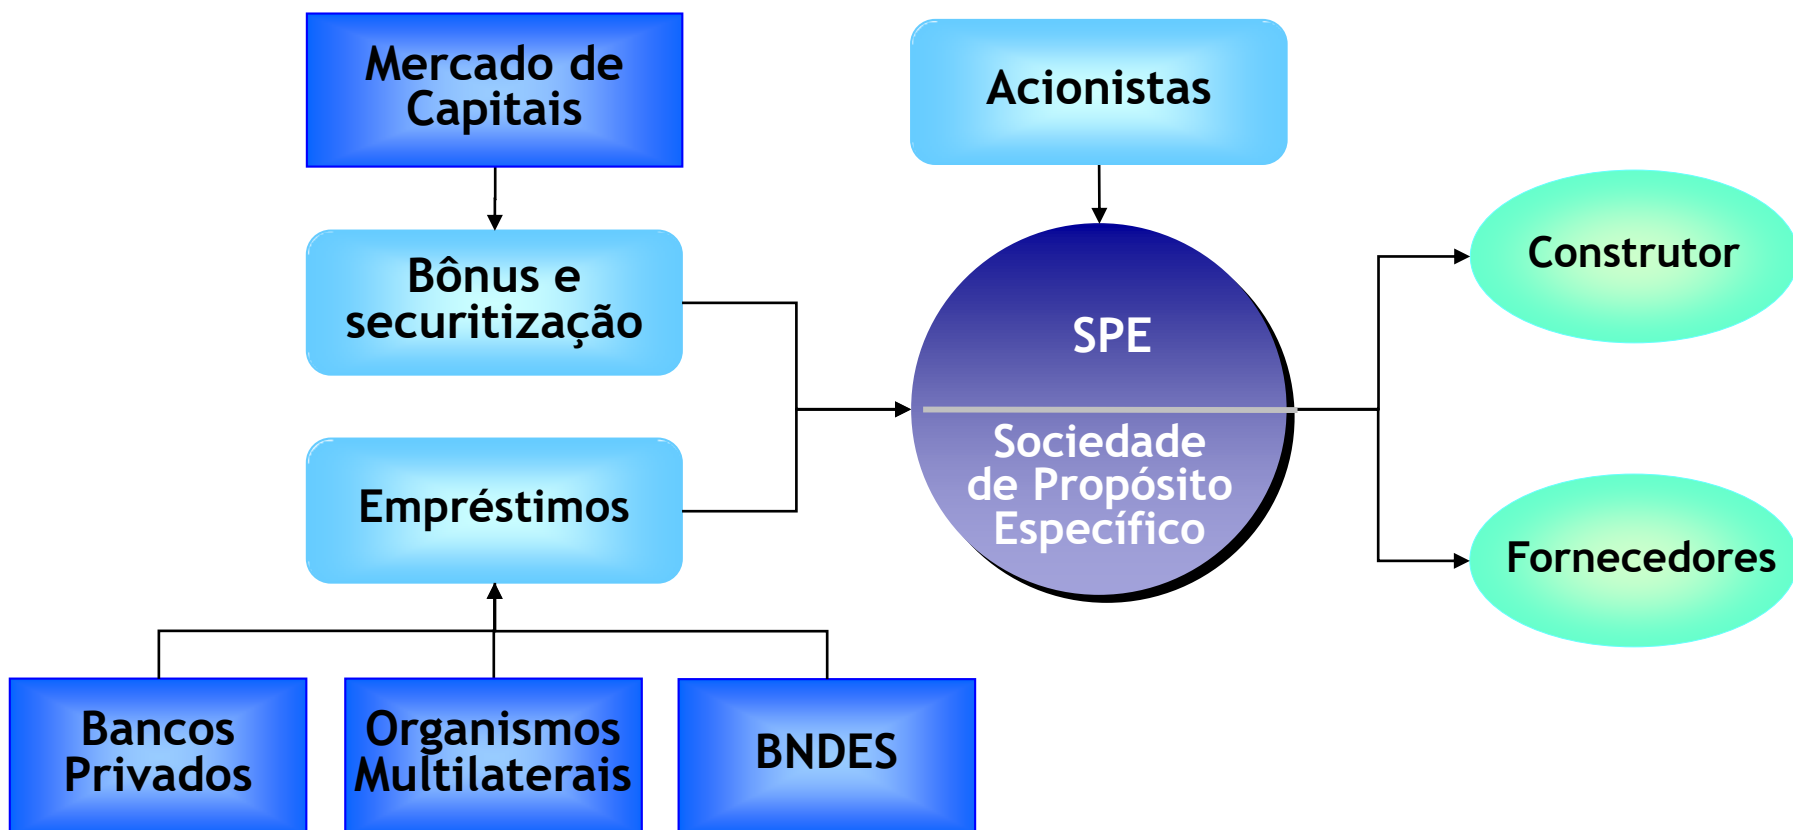 Mercado de
Capitais
Acionistas
Bônus e
securitização
Construtor
SPE
Sociedade
de Propósito
Específico
Empréstimos
Fornecedores
Bancos
Privados
Organismos
Multilaterais
BNDES